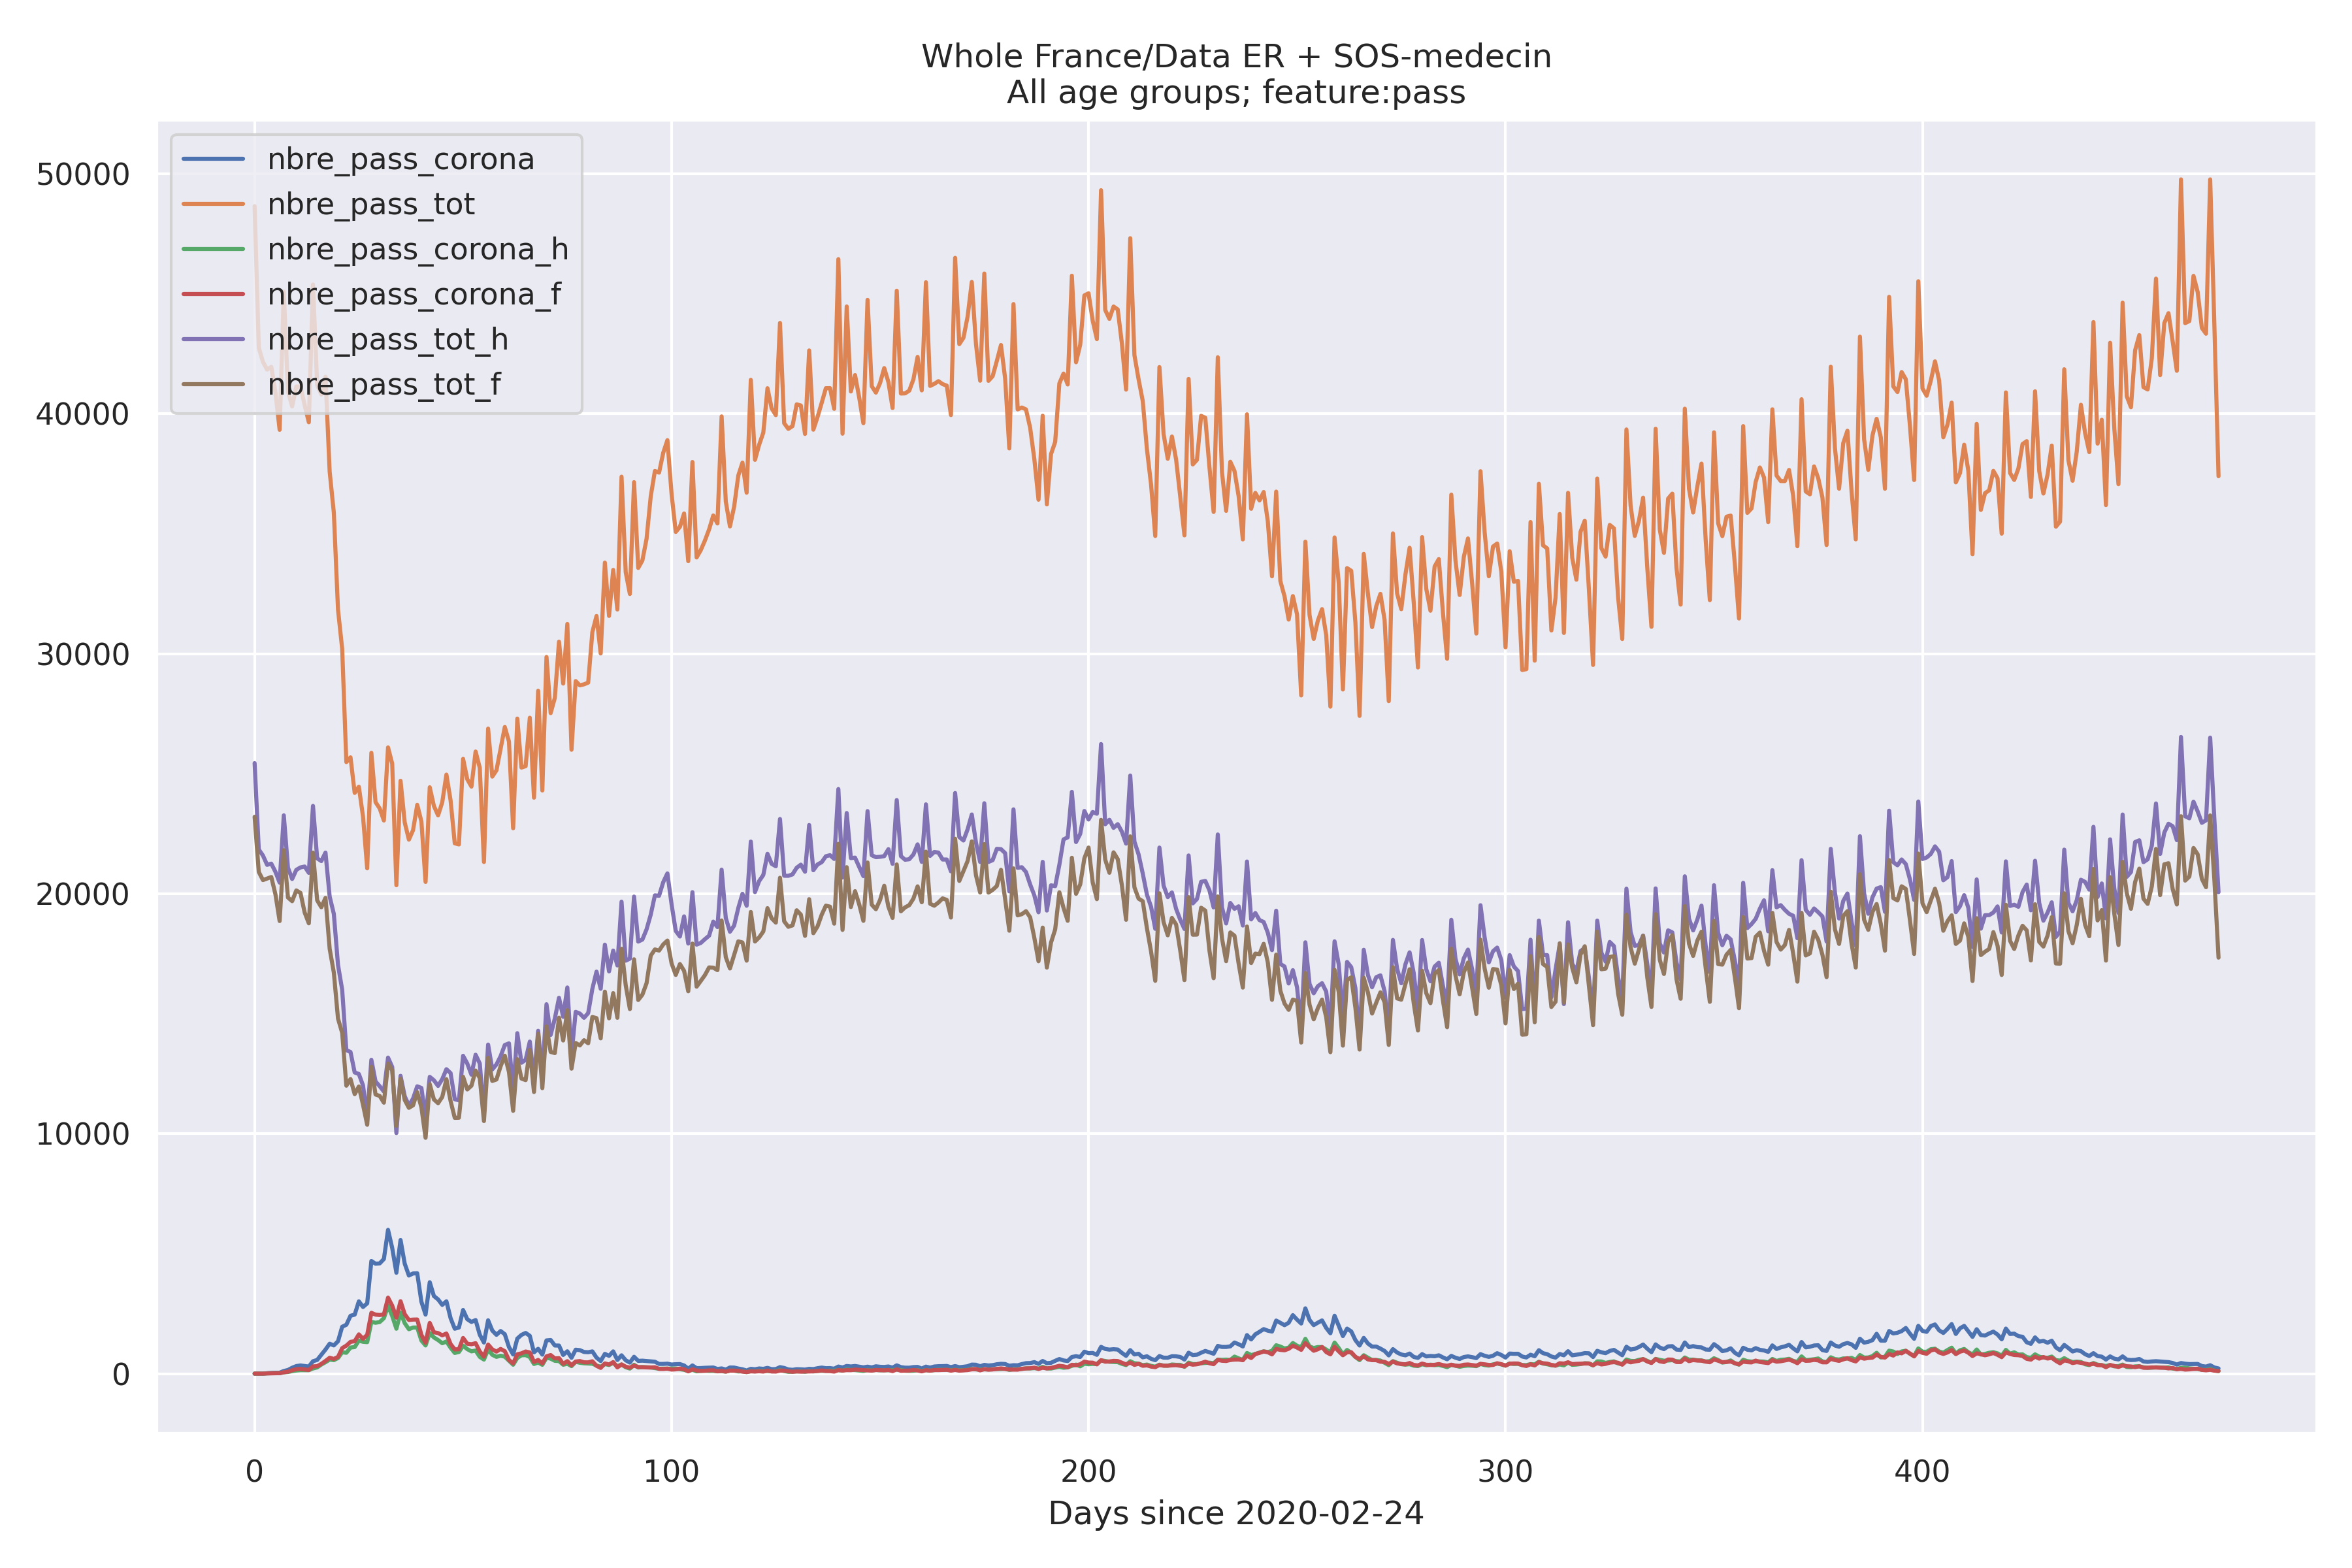 Whole France/Data ER + SOS-medecin
All age groups; feature:pass
nbre_pass_corona
nbre_pass_tot
nbre_pass_corona_h
nbre_pass_corona_f
nbre_pass_tot_h
nbre_pass_tot_f
50000
40000
30000
20000
10000
0
0 100 200 300 400
Days since 2020-02-24